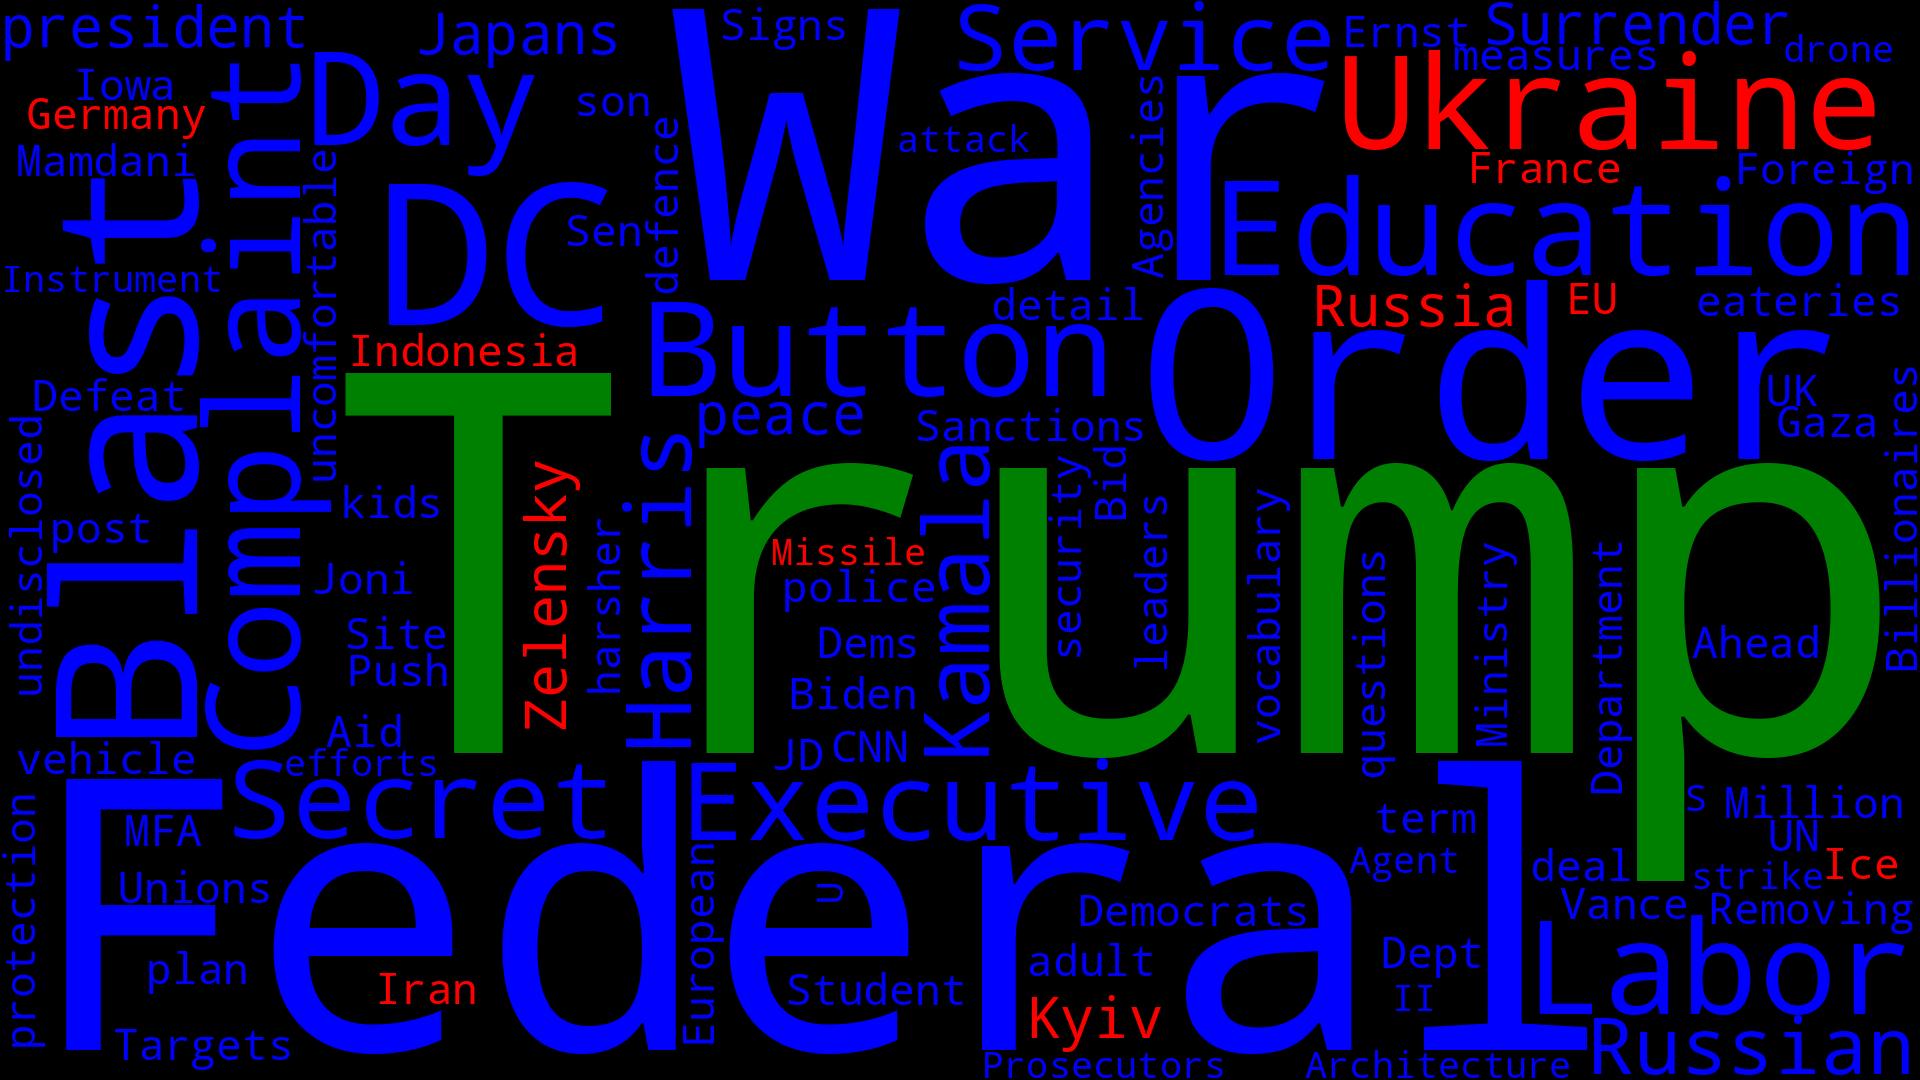 president
Japans
Signs
Service
Ernst
Surrender
measures
drone
Iowa
Germany
Mamdani
Day
son
War
attack
Agencies
Ukraine
France
Foreign
Complaint
Blast
uncomfortable
Instrument
DC
Sen
defence
Education
detail
Russia
EU
eateries
Indonesia
Button
Order
UK
Gaza
Billionaires
Defeat
peace
Sanctions
undisclosed
post
kids
Joni
Site
Push
Trump
Zelensky
harsher
Harris
Missile
police
Dems
Biden
JD
CNN
Kamala
security
Bid
leaders
vocabulary
questions
Ministry
Department
Ahead
Aid
efforts
vehicle
Secret
Executive
protection
MFA
Unions
plan
Targets
Federal
Iran
European
U
Student
Democrats
adult
Kyiv
Prosecutors
term
Agent
Dept
II
Architecture
S
Million
UN
deal
strike
Ice
Vance
Removing
Labor
Russian